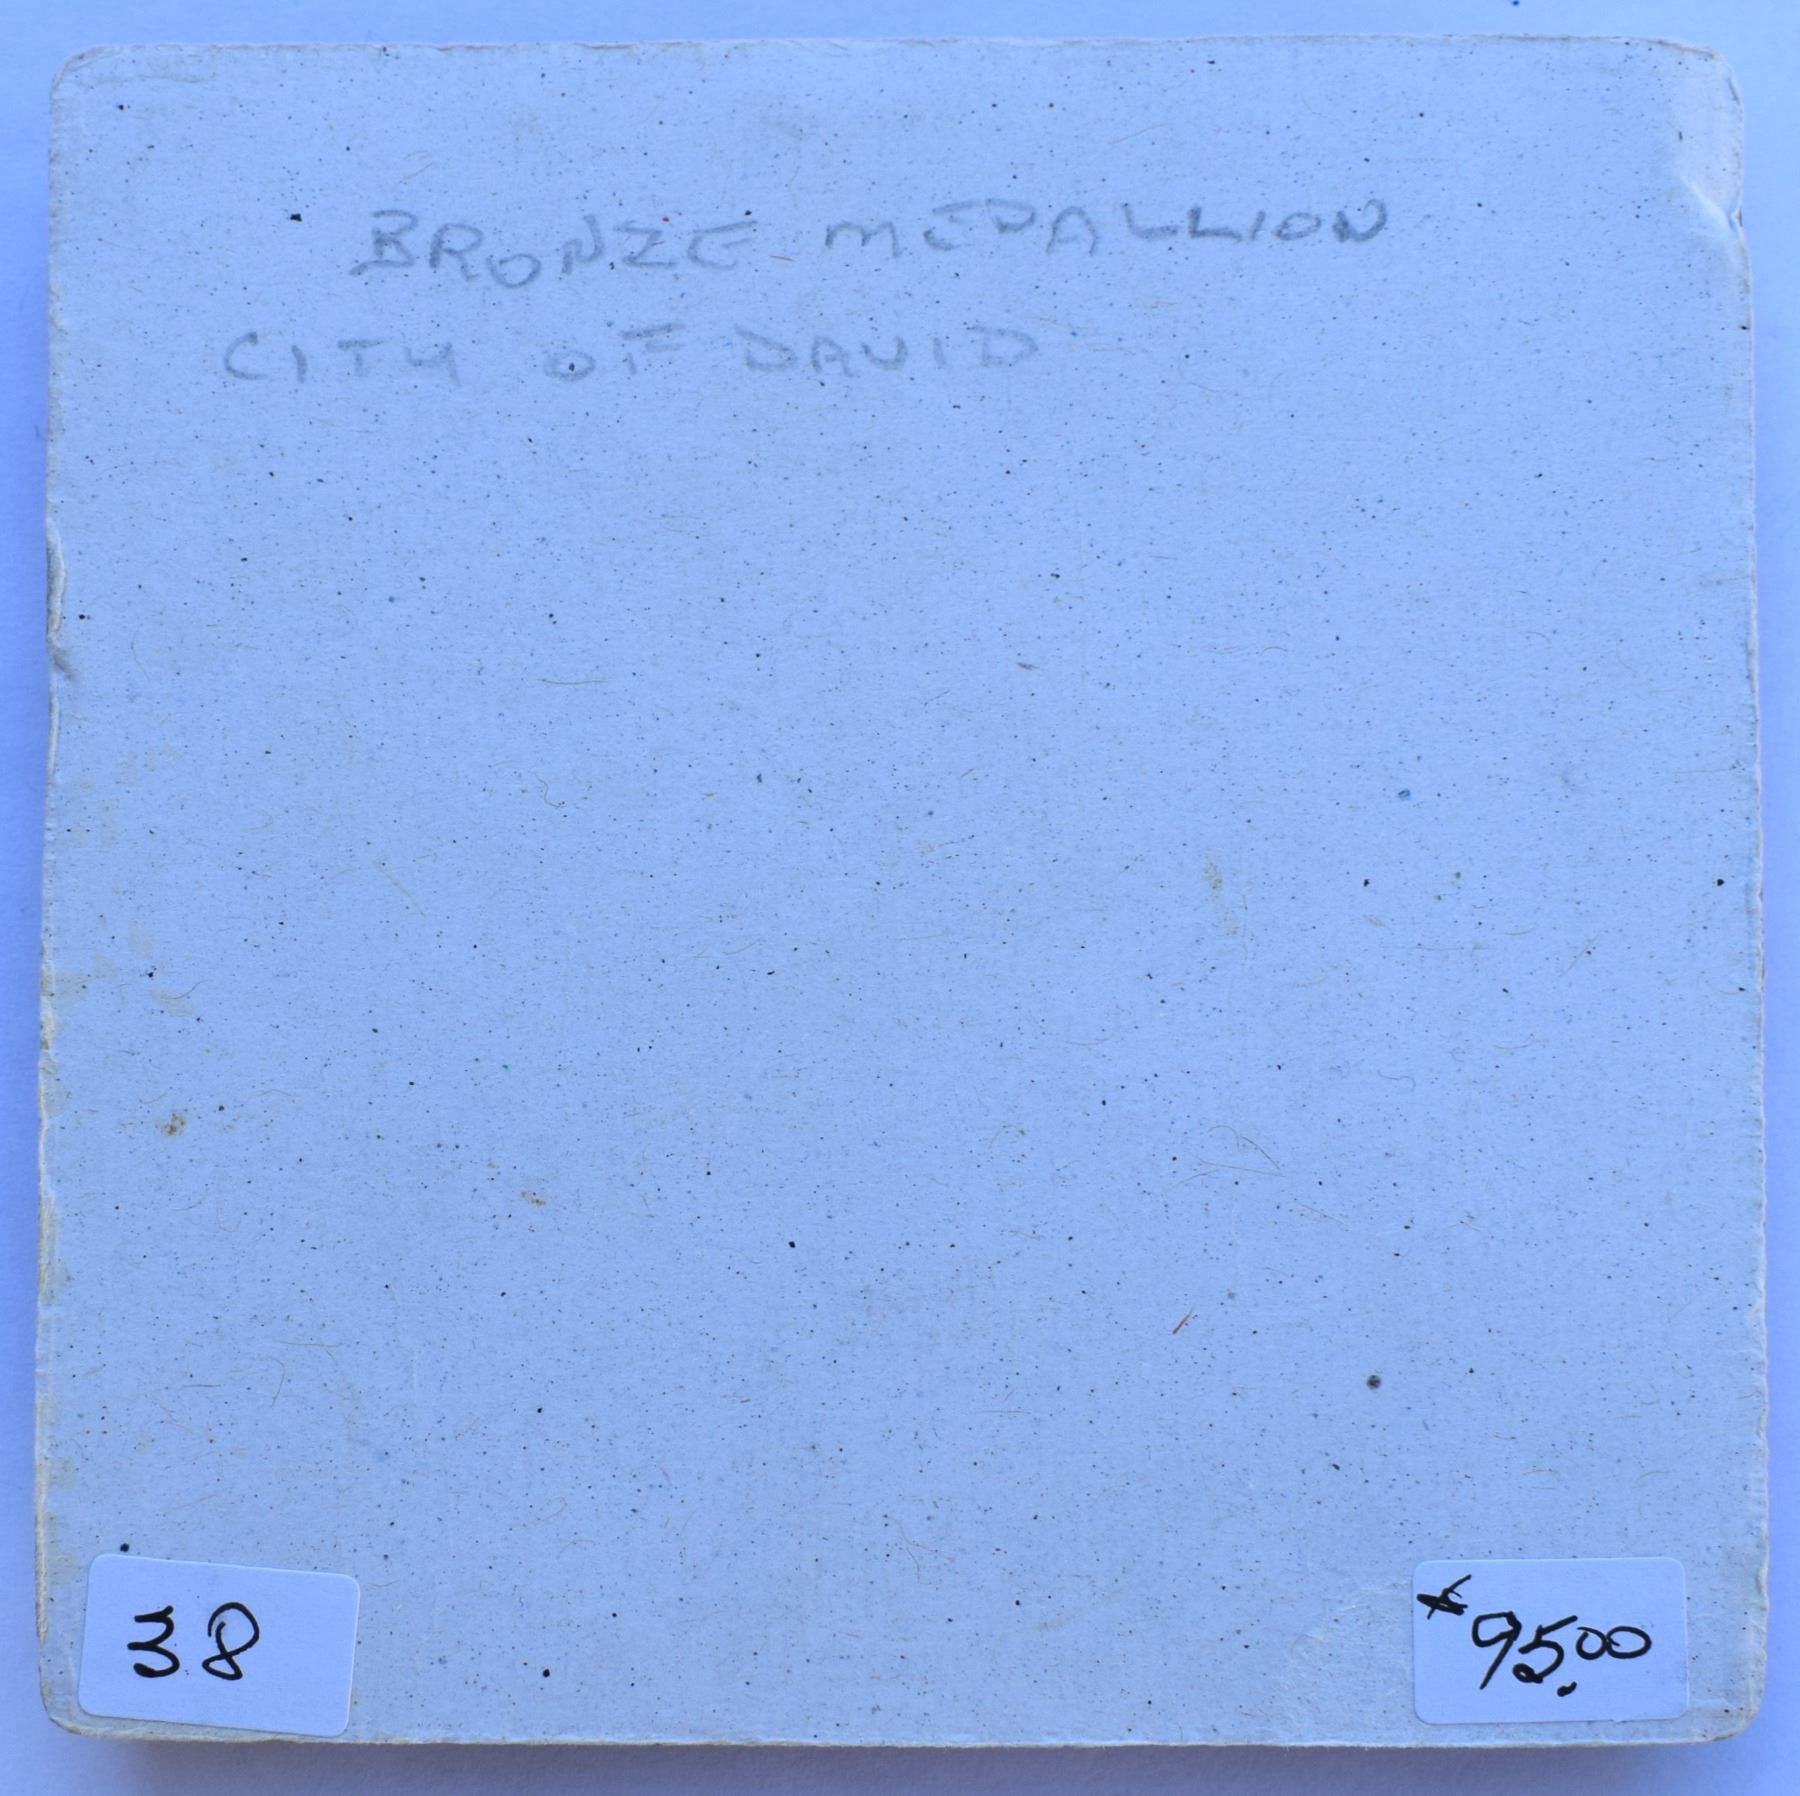 BRONZE MEDALLION
CITY OF DAVID
38
95.00